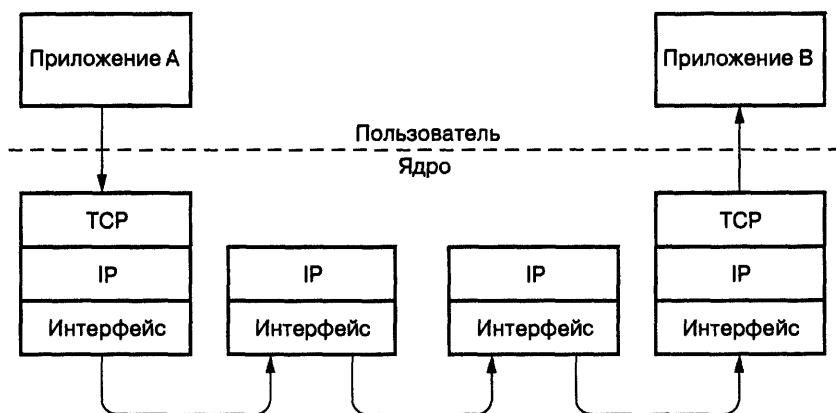 Приложение А
Приложение В
Пользователь
Ядро
TCP
IP
Интерфейс
IP
Интерфейс
IP
Интерфейс
TCP
IP
Интерфейс